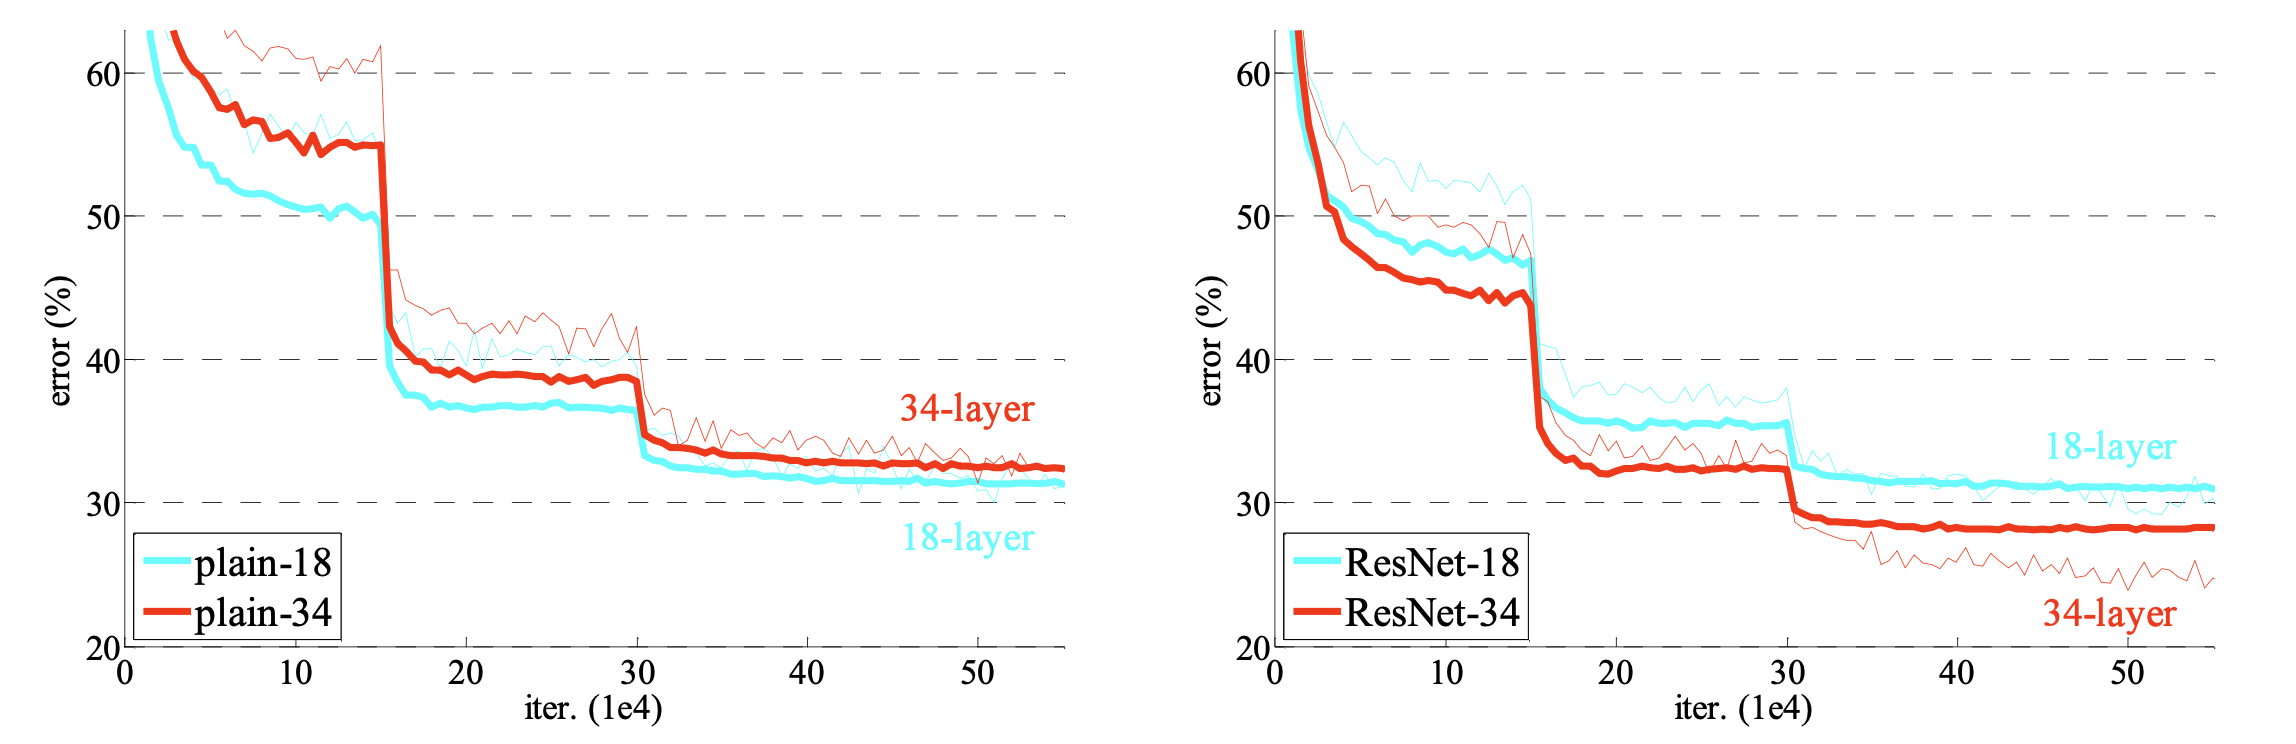 60
50
40
30
20
error (%)
34-layer
18-layer
plain-18
plain-34
0 10 20 30 40 50
iter. (1e4)
60
50
40
30
20
error (%)
18-layer
34-layer
ResNet-18
ResNet-34
0 10 20 30 40 50
iter. (1e4)